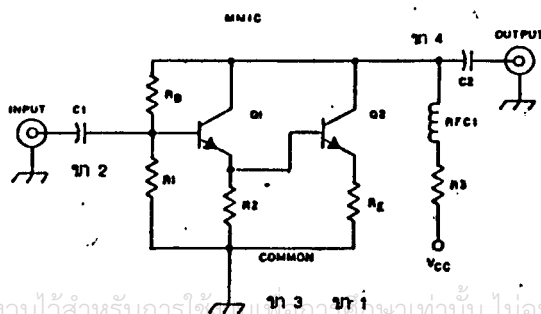 MMIC
ขา 4
OUTPUT
C2
RB
Q1
Q2
INPUT
C1
RFC1
ขา 2
R1
R2
RE
R3
COMMON
VCC
ขา 3 ขา 1